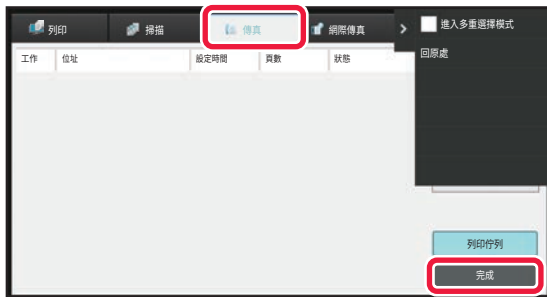 列印
掃描
傳真
網際傳真
進入多重選擇模式
回原處
工作
位址
設定時間
頁數
狀態
列印佇列
完成